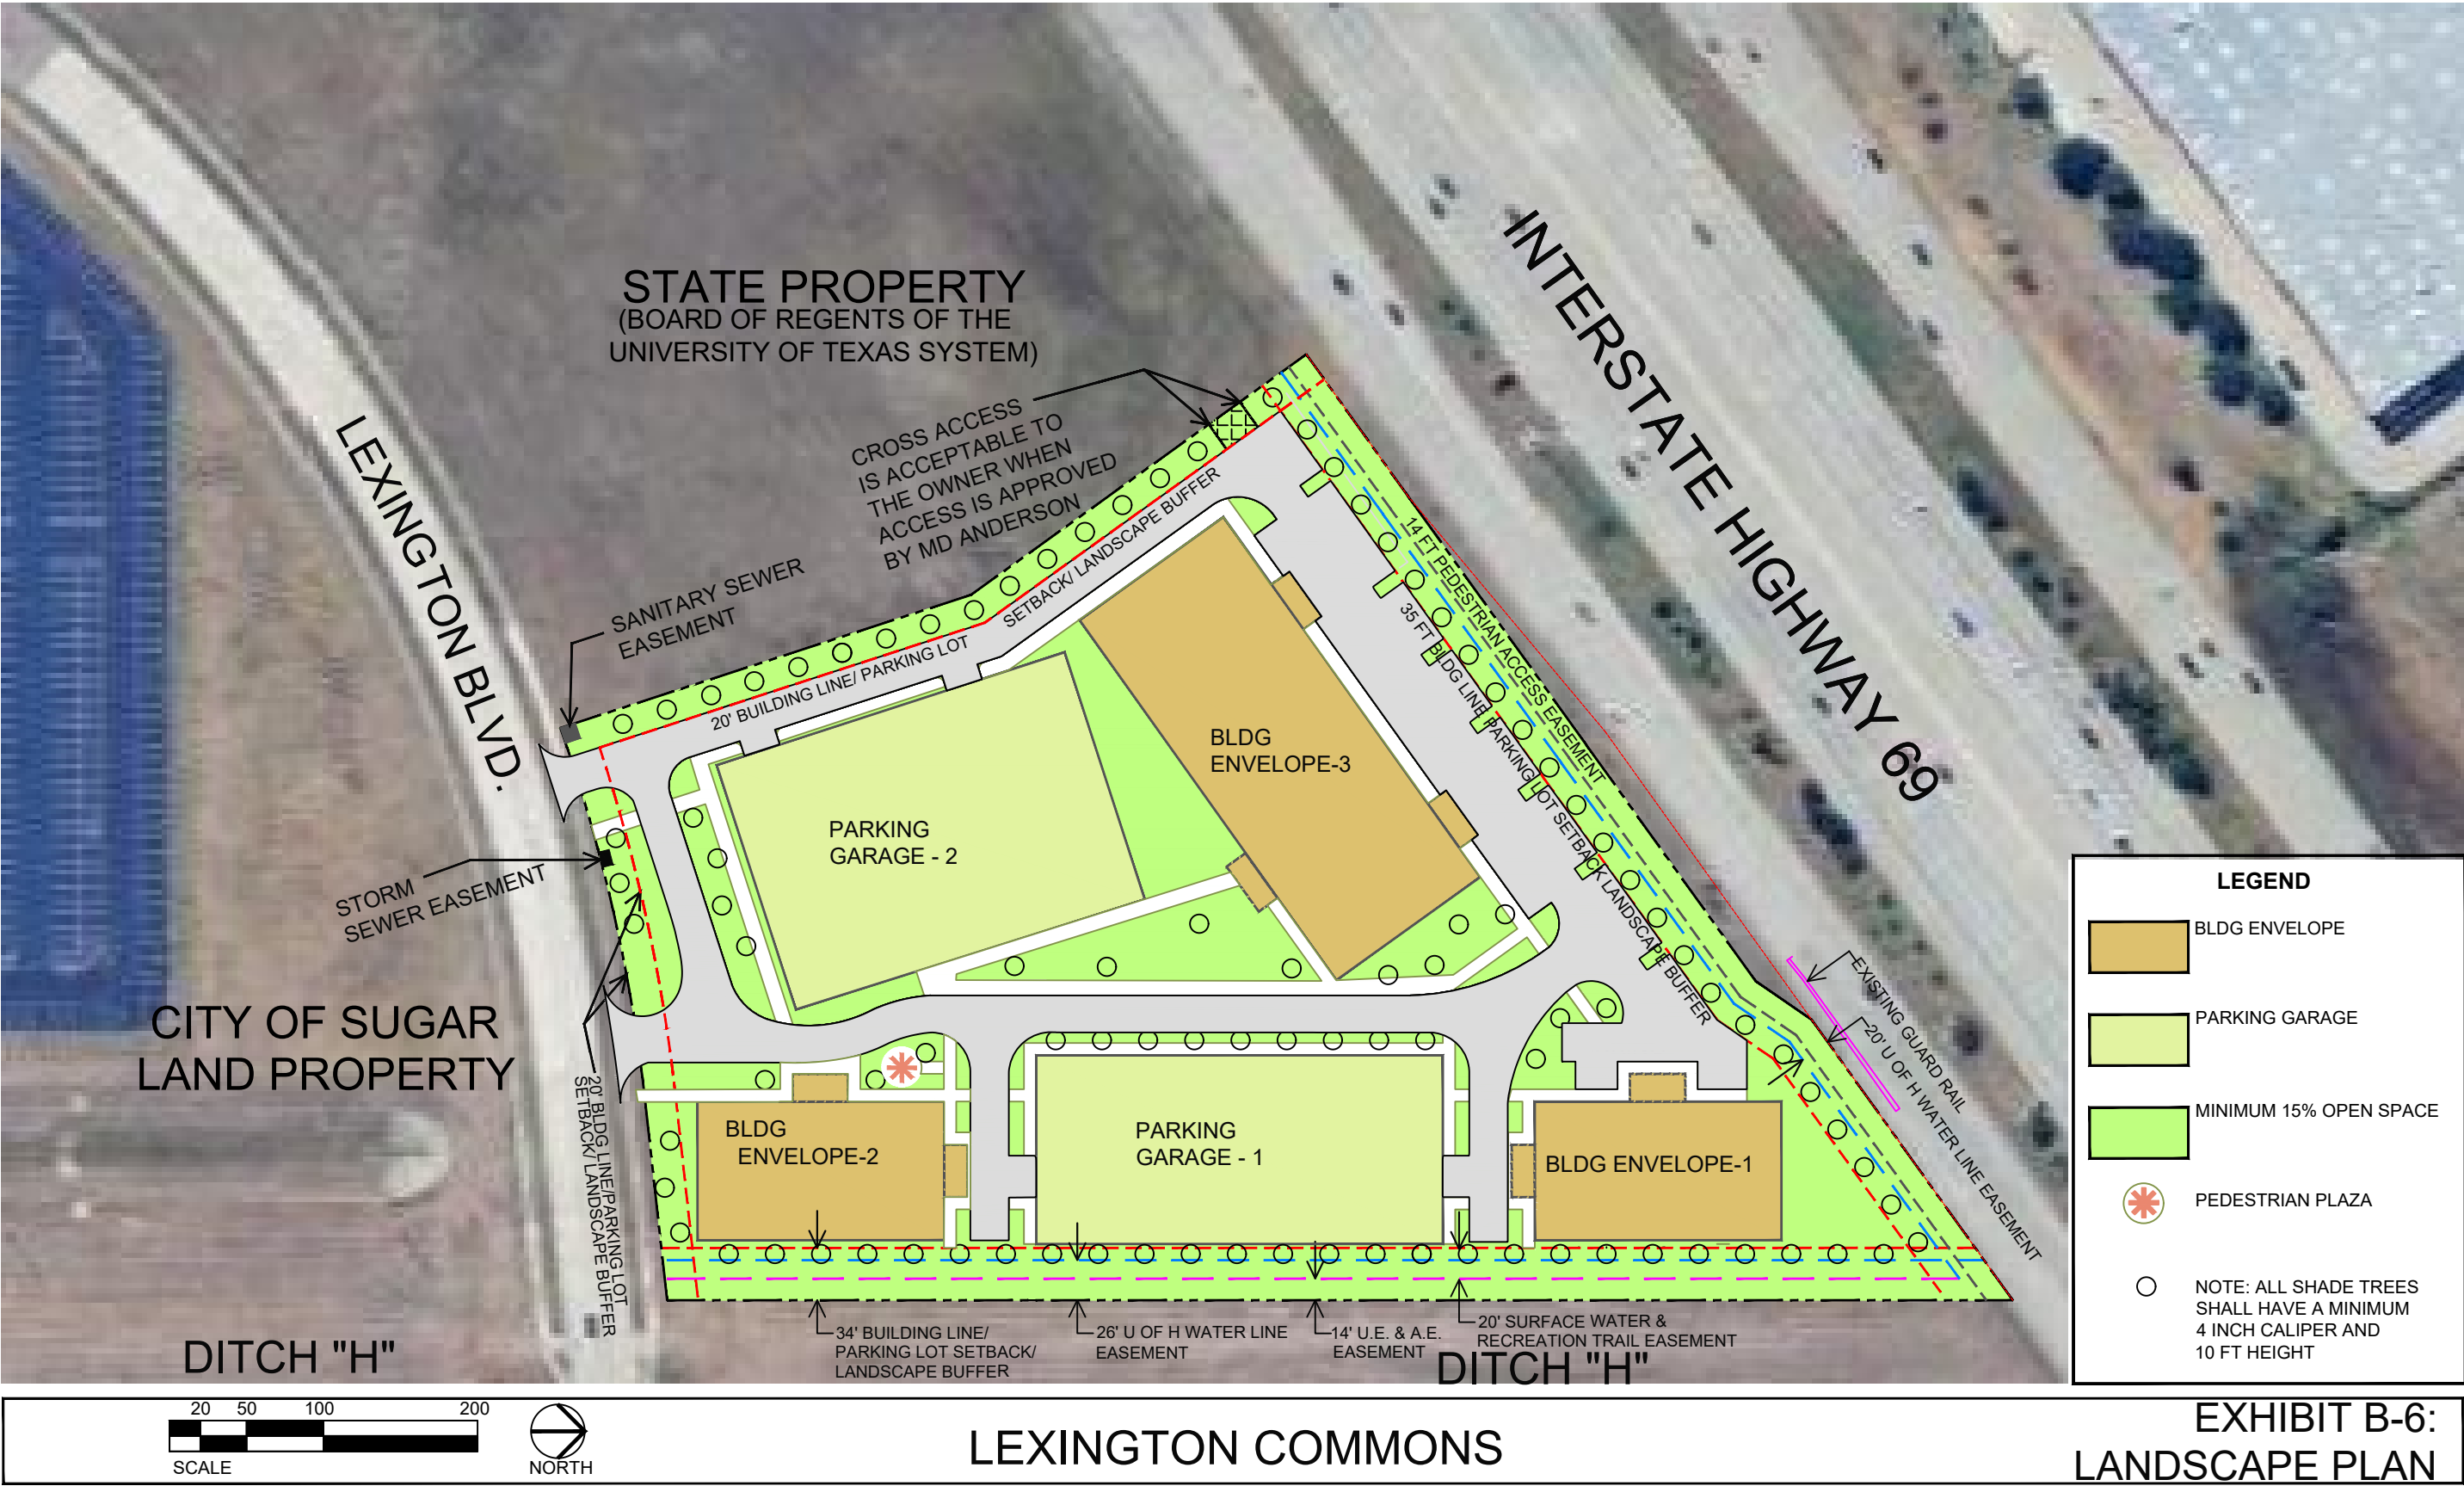 STATE PROPERTY
(BOARD OF REGENTS OF THE
UNIVERSITY OF TEXAS SYSTEM)
INTERSTATE HIGHWAY 69
LEXINGTON BLVD.
CROSS ACCESS
IS ACCEPTABLE TO
THE OWNER WHEN
ACCESS IS APPROVED
BY MD ANDERSON
SANITARY SEWER
EASEMENT
20' BUILDING LINE/ PARKING LOT
SETBACK/ LANDSCAPE BUFFER
14 FT PEDESTRIAN ACCESS EASEMENT
35 FT BLDG LINE PARKING LOT SETBACK LANDSCAPE BUFFER
BLDG
ENVELOPE-3
PARKING
GARAGE - 2
STORM
SEWER EASEMENT
CITY OF SUGAR
LAND PROPERTY
20' BLDG LINE/PARKING LOT
SETBACK/ LANDSCAPE BUFFER
BLDG
ENVELOPE-2
PARKING
GARAGE - 1
BLDG ENVELOPE-1
EXISTING GUARD RAIL
20' U OF H WATER LINE EASEMENT
34' BUILDING LINE/
PARKING LOT SETBACK/
LANDSCAPE BUFFER
26' U OF H WATER LINE
EASEMENT
14' U.E. & A.E.
EASEMENT
20' SURFACE WATER &
RECREATION TRAIL EASEMENT
DITCH "H"
DITCH "H"
LEGEND
BLDG ENVELOPE
PARKING GARAGE
MINIMUM 15% OPEN SPACE
PEDESTRIAN PLAZA
NOTE: ALL SHADE TREES
SHALL HAVE A MINIMUM
4 INCH CALIPER AND
10 FT HEIGHT
20 50 100 200
SCALE
NORTH
LEXINGTON COMMONS
EXHIBIT B-6:
LANDSCAPE PLAN